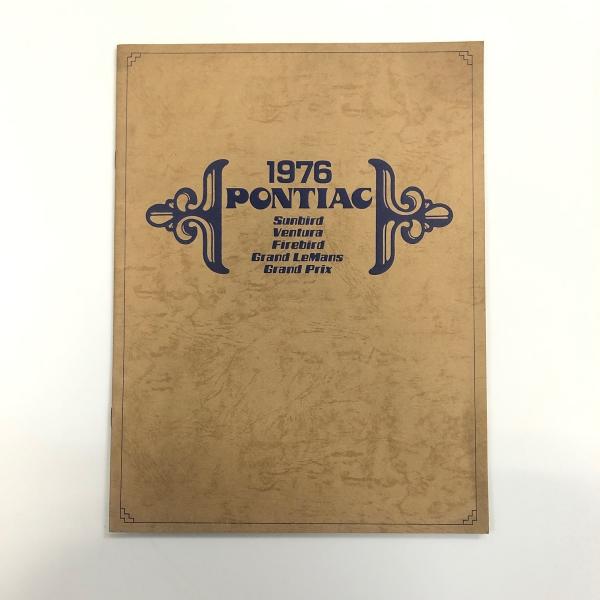 1976
PONTIAC
Sunbird
Ventura
Firebird
Grand LeMans
Grand Prix